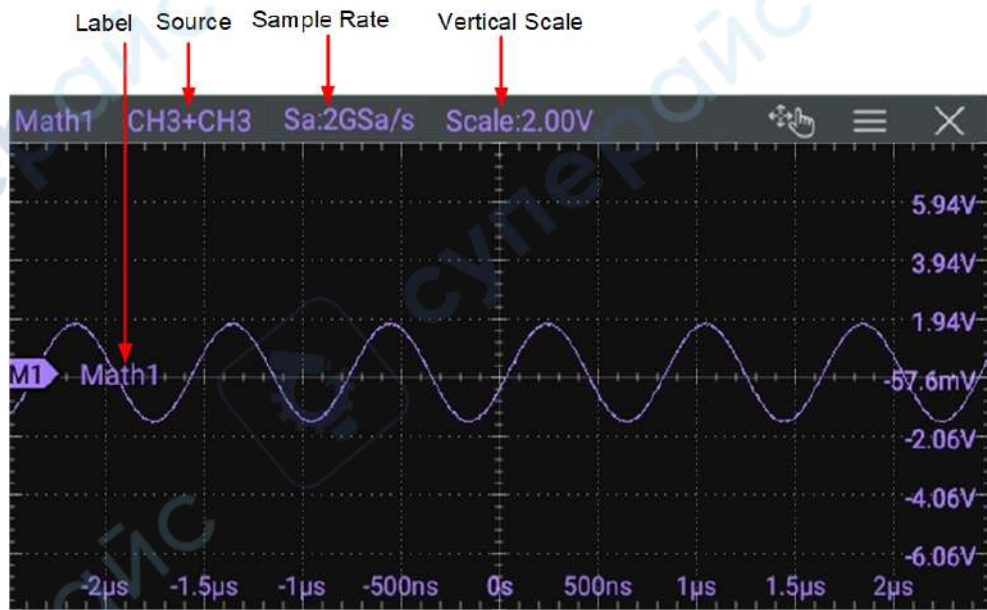 Label Source Sample Rate Vertical Scale
Math1 CH3+CH3 Sa:2GSa/s Scale:2.00V
5.94V
3.94V
1.94V
M1 Math1 -57.6mV
-2.06V
-4.06V
-6.06V
-2µs -1.5µs -1µs -500ns 0s 500ns 1µs 1.5µs 2µs
суперайс